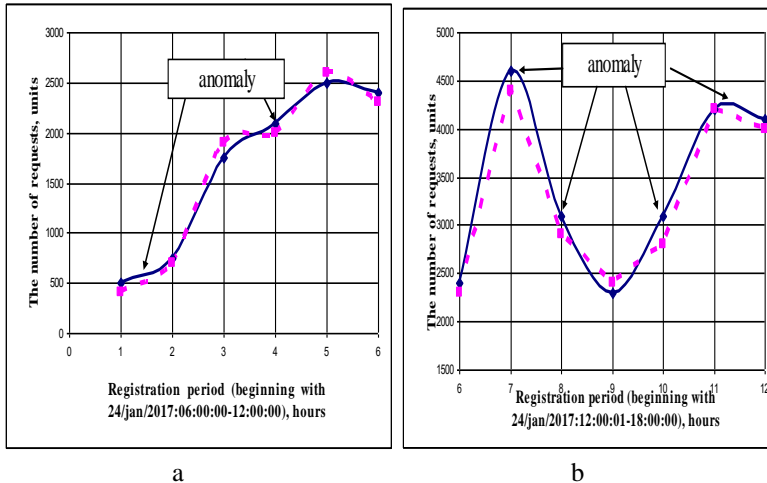 3000
2500
2000
1500
1000
500
0
0 1 2 3 4 5 6
anomaly
The number of requests, units
Registration period (beginning with
24/jan/2017:06:00:00-12:00:00), hours
a
5000
4500
4000
3500
3000
2500
2000
1500
6 7 8 9 10 11 12
anomaly
The number of requests, units
Registration period (beginning with
24/jan/2017:12:00:01-18:00:00), hours
b